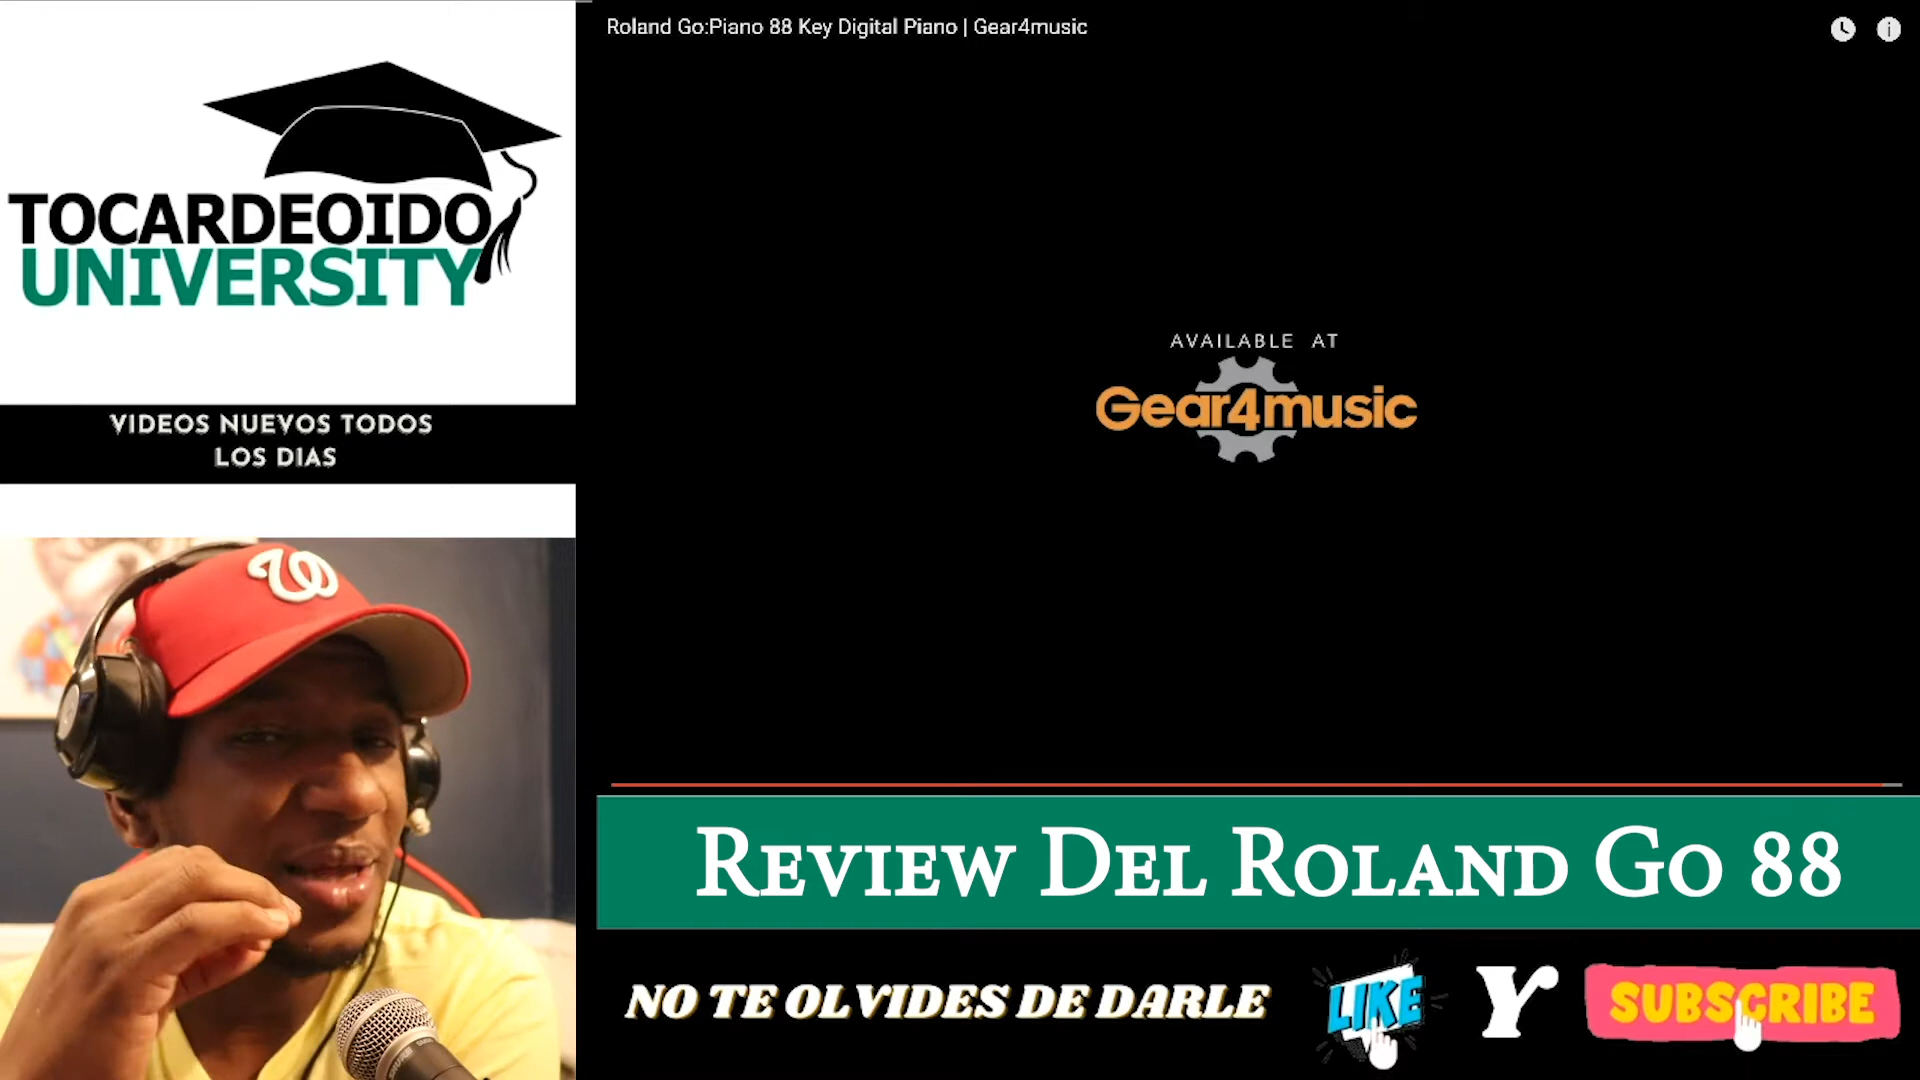 Roland Go:Piano 88 Key Digital Piano | Gear4music
TOCARDEOIDO
UNIVERSITY
VIDEOS NUEVOS TODOS
LOS DIAS
W
AVAILABLE AT
Gear4music
REVIEW DEL ROLAND GO 88
NO TE OLVIDES DE DARLE LIKE Y SUBSCRIBE